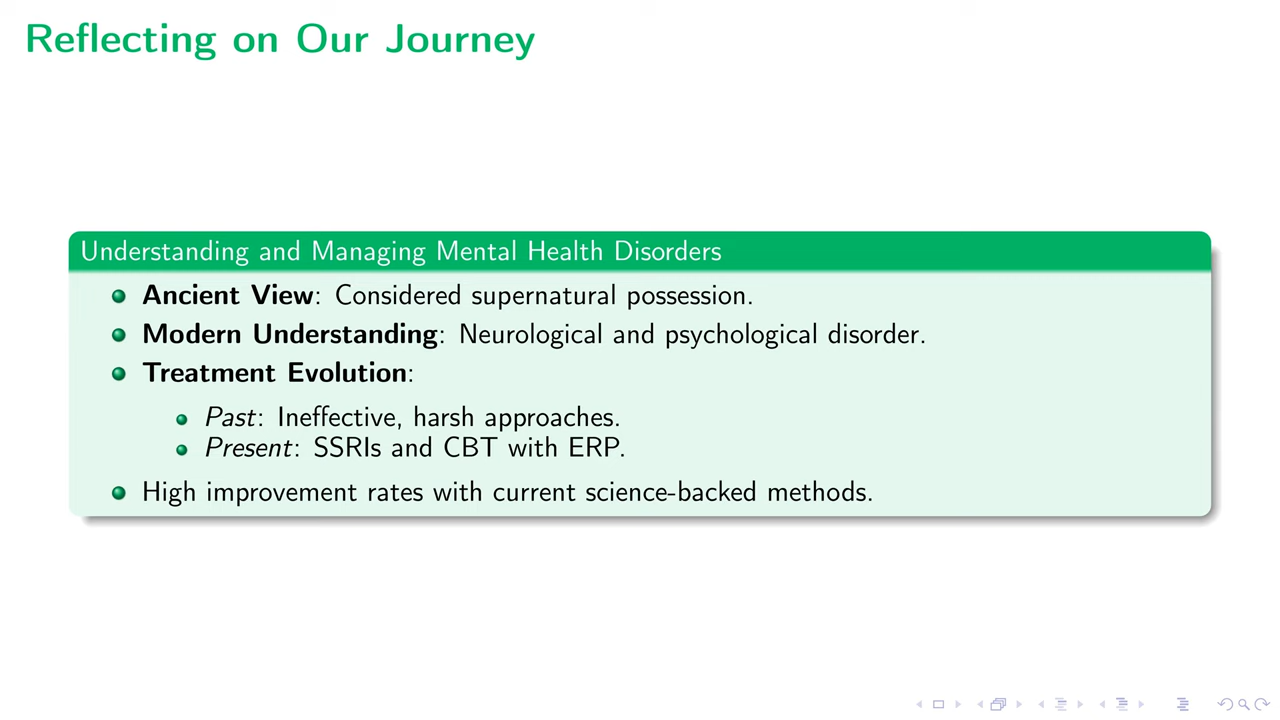 Reflecting on Our Journey
Understanding and Managing Mental Health Disorders
Ancient View: Considered supernatural possession.
Modern Understanding: Neurological and psychological disorder.
Treatment Evolution:
Past: Ineffective, harsh approaches.
Present: SSRIs and CBT with ERP.
High improvement rates with current science-backed methods.